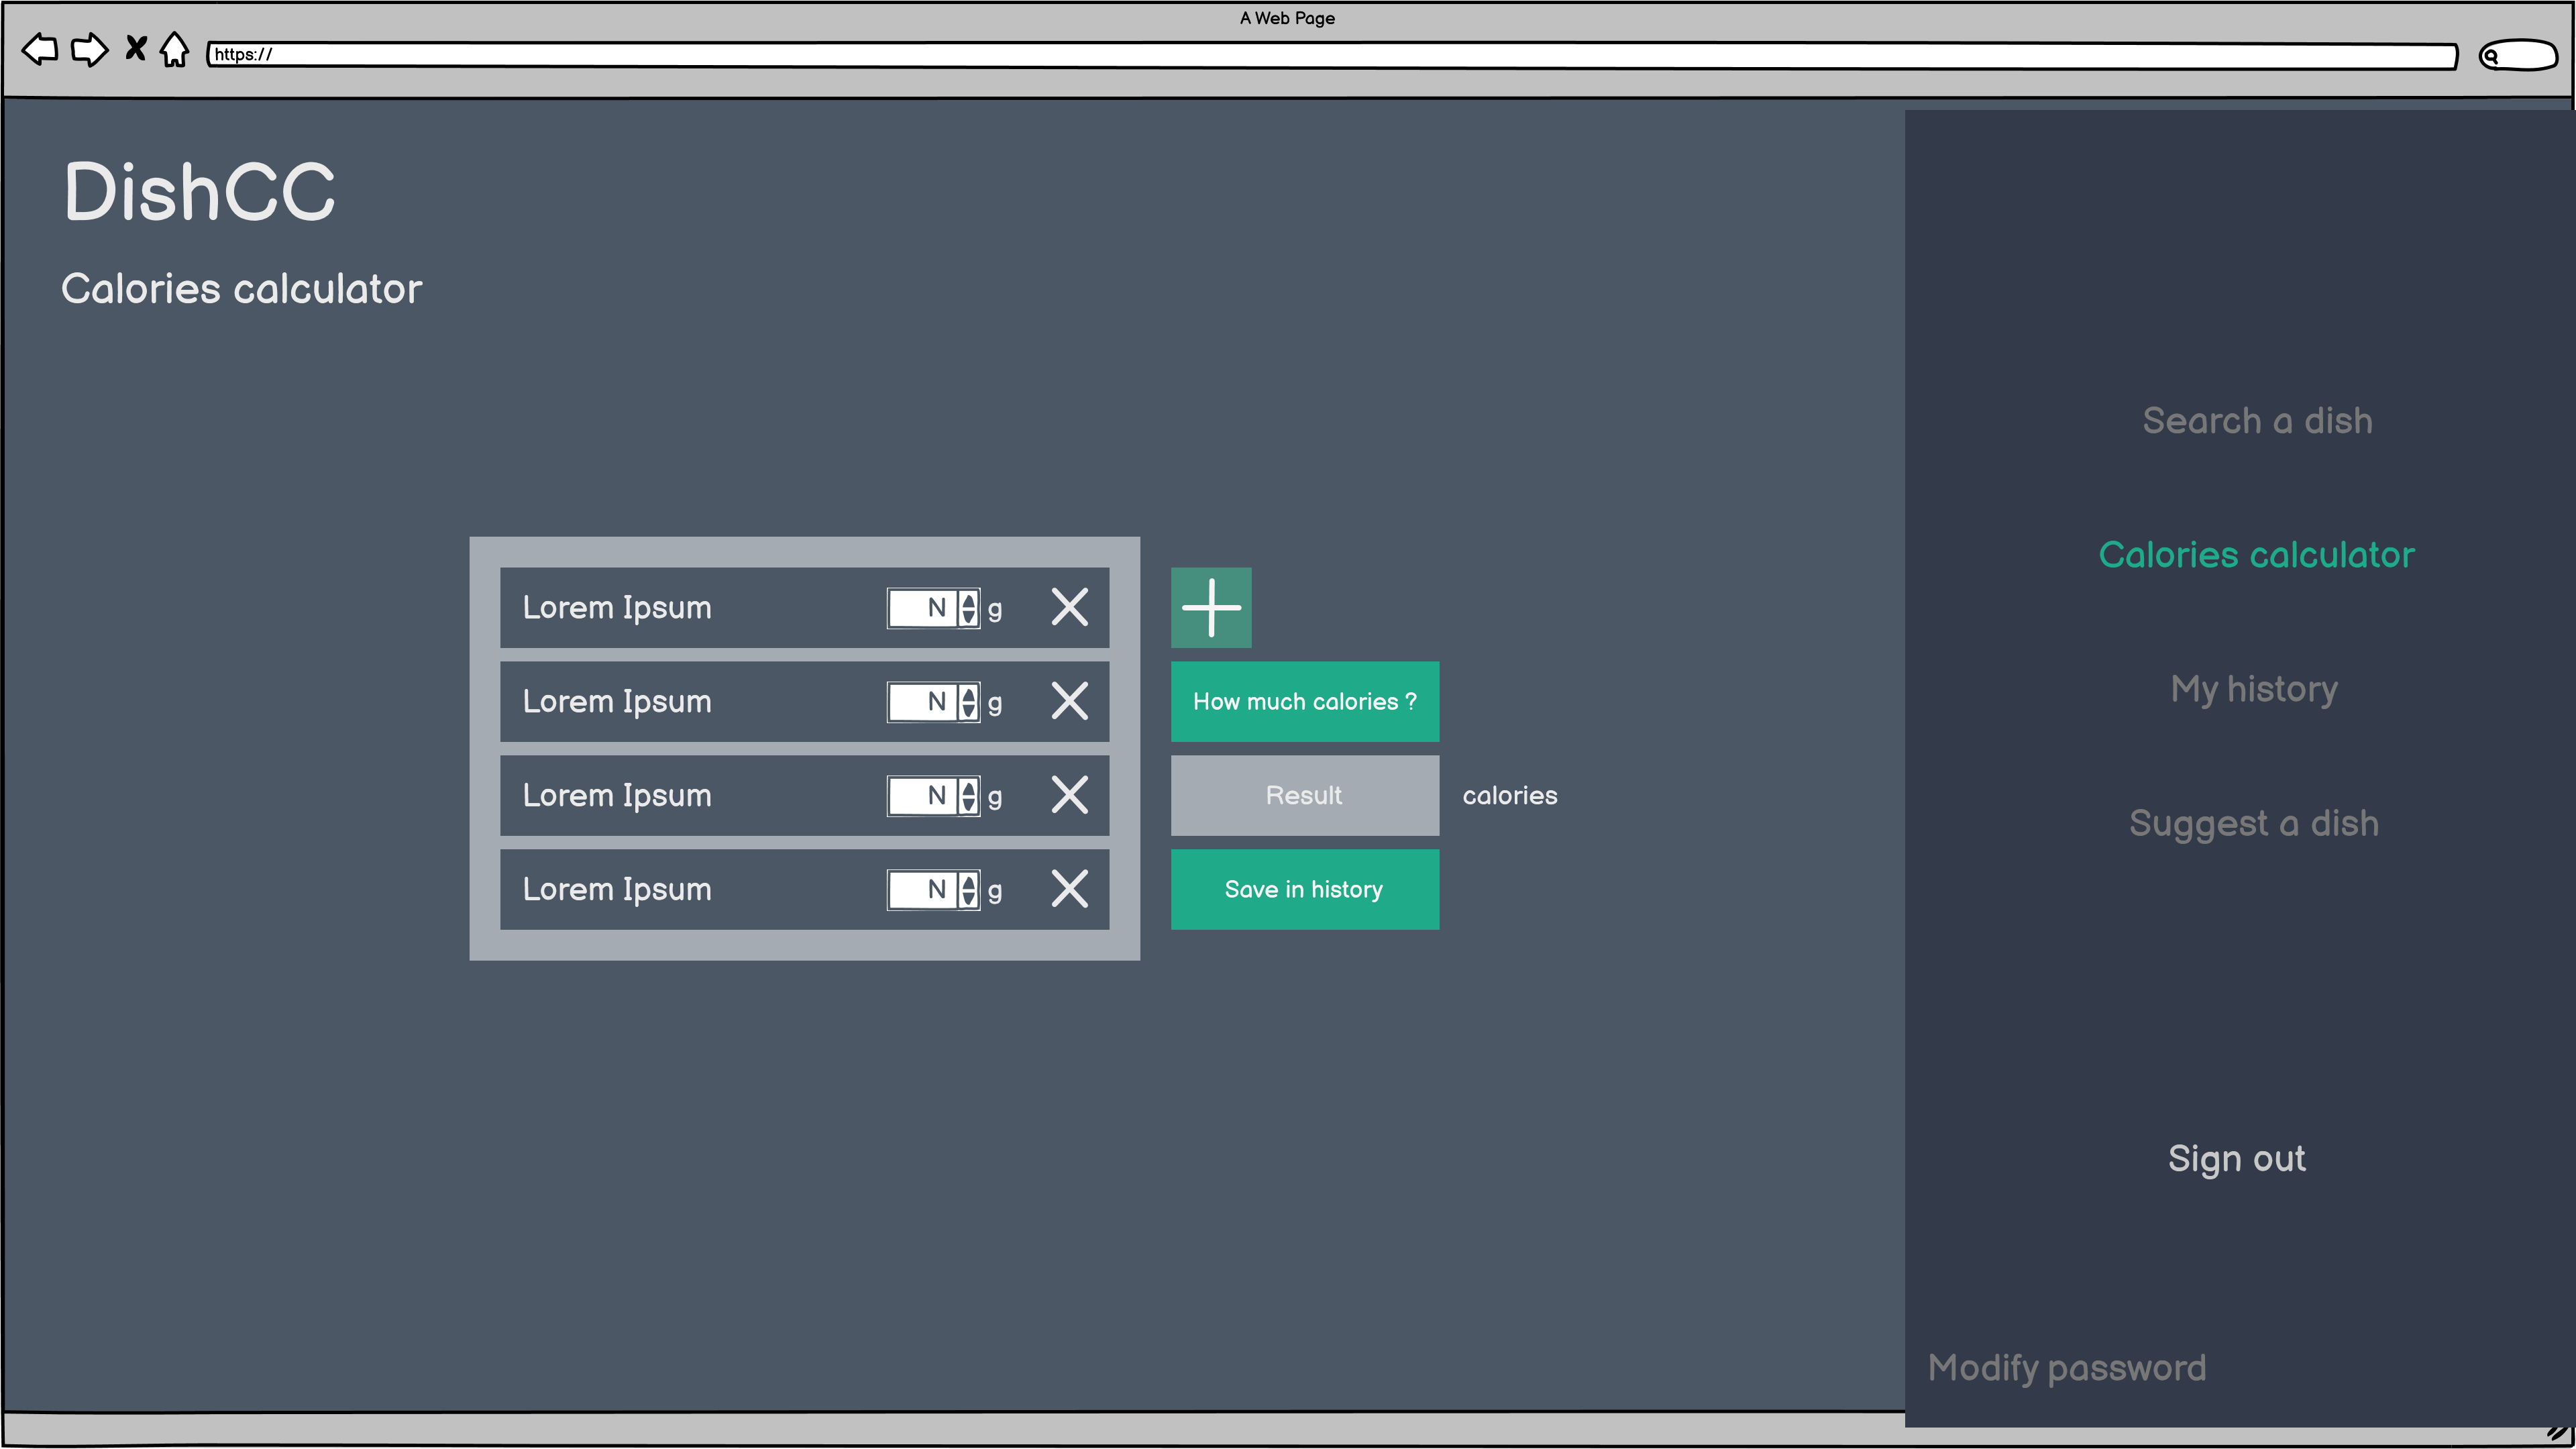 A Web Page
https://
DishCC
Calories calculator
Lorem Ipsum N g
Lorem Ipsum N g
Lorem Ipsum N g
Lorem Ipsum N g
How much calories ?
Result calories
Save in history
Search a dish
Calories calculator
My history
Suggest a dish
Sign out
Modify password